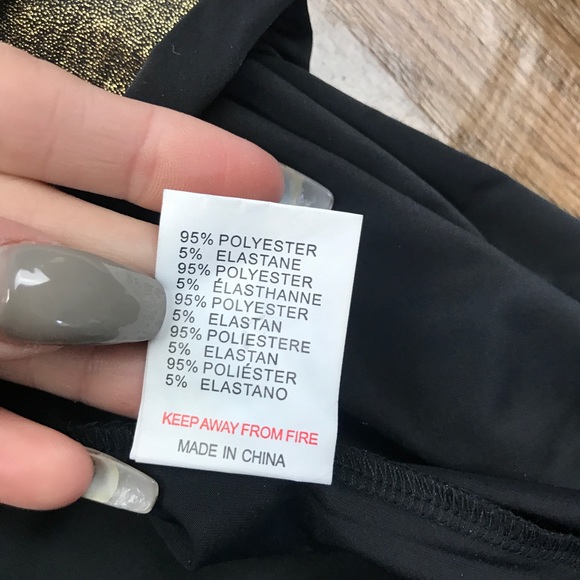 95% POLYESTER
5% ELASTANE
95% POLYESTER
5% ÉLASTHANNE
95% POLYESTER
5% ELASTAN
95% POLIESTERE
5% ELASTAN
95% POLIÉSTER
5% ELASTANO
KEEP AWAY FROM FIRE
MADE IN CHINA